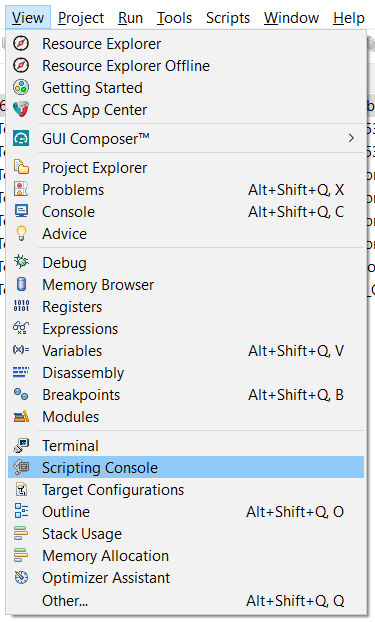 View Project Run Tools Scripts Window Help
Resource Explorer
Resource Explorer Offline
Getting Started
CCS App Center
GUI Composer™
Project Explorer
Problems Alt+Shift+Q, X
Console Alt+Shift+Q, C
Advice
Debug
Memory Browser
Registers
Expressions
Variables Alt+Shift+Q, V
Disassembly
Breakpoints Alt+Shift+Q, B
Modules
Terminal
Scripting Console
Target Configurations
Outline Alt+Shift+Q, O
Stack Usage
Memory Allocation
Optimizer Assistant
Other... Alt+Shift+Q, Q